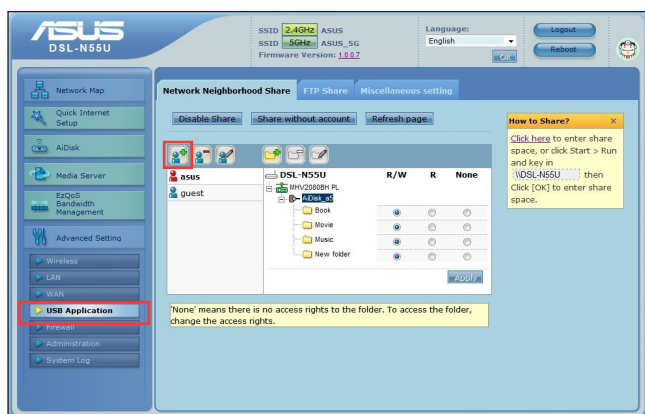 ASUS
DSL-N55U
SSID 2.4GHz ASUS
SSID 5GHz ASUS_5G
Firmware Version: 1.0.0.7
Language:
English
Logout
Reboot
OK
Network Map
Quick Internet
Setup
AiDisk
Media Server
EzQoS
Bandwidth
Management
Advanced Setting
Wireless
LAN
WAN
USB Application
Firewall
Administration
System Log
Network Neighborhood Share
FTP Share
Miscellaneous setting
Disable Share
Share without account
Refresh page
asus
guest
DSL-N55U R/W R None
MHV2080BH PL
AiDisk_a5
Book
Movie
Music
New folder
Apply
'None' means there is no access rights to the folder. To access the folder,
change the access rights.
How to Share? X
Click here to enter share
space, or click Start > Run
and key in
\\DSL-N55U then
Click [OK] to enter share
space.